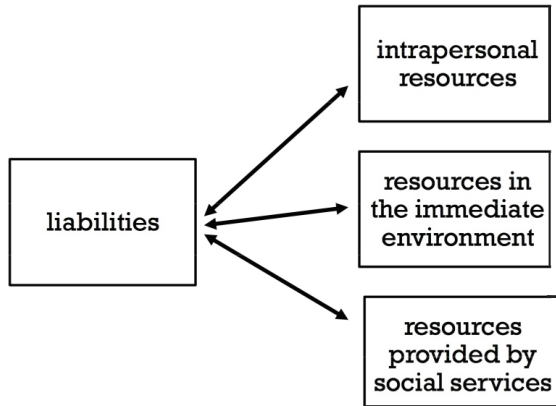 intrapersonal
resources
liabilities
resources in
the immediate
environment
resources
provided by
social services